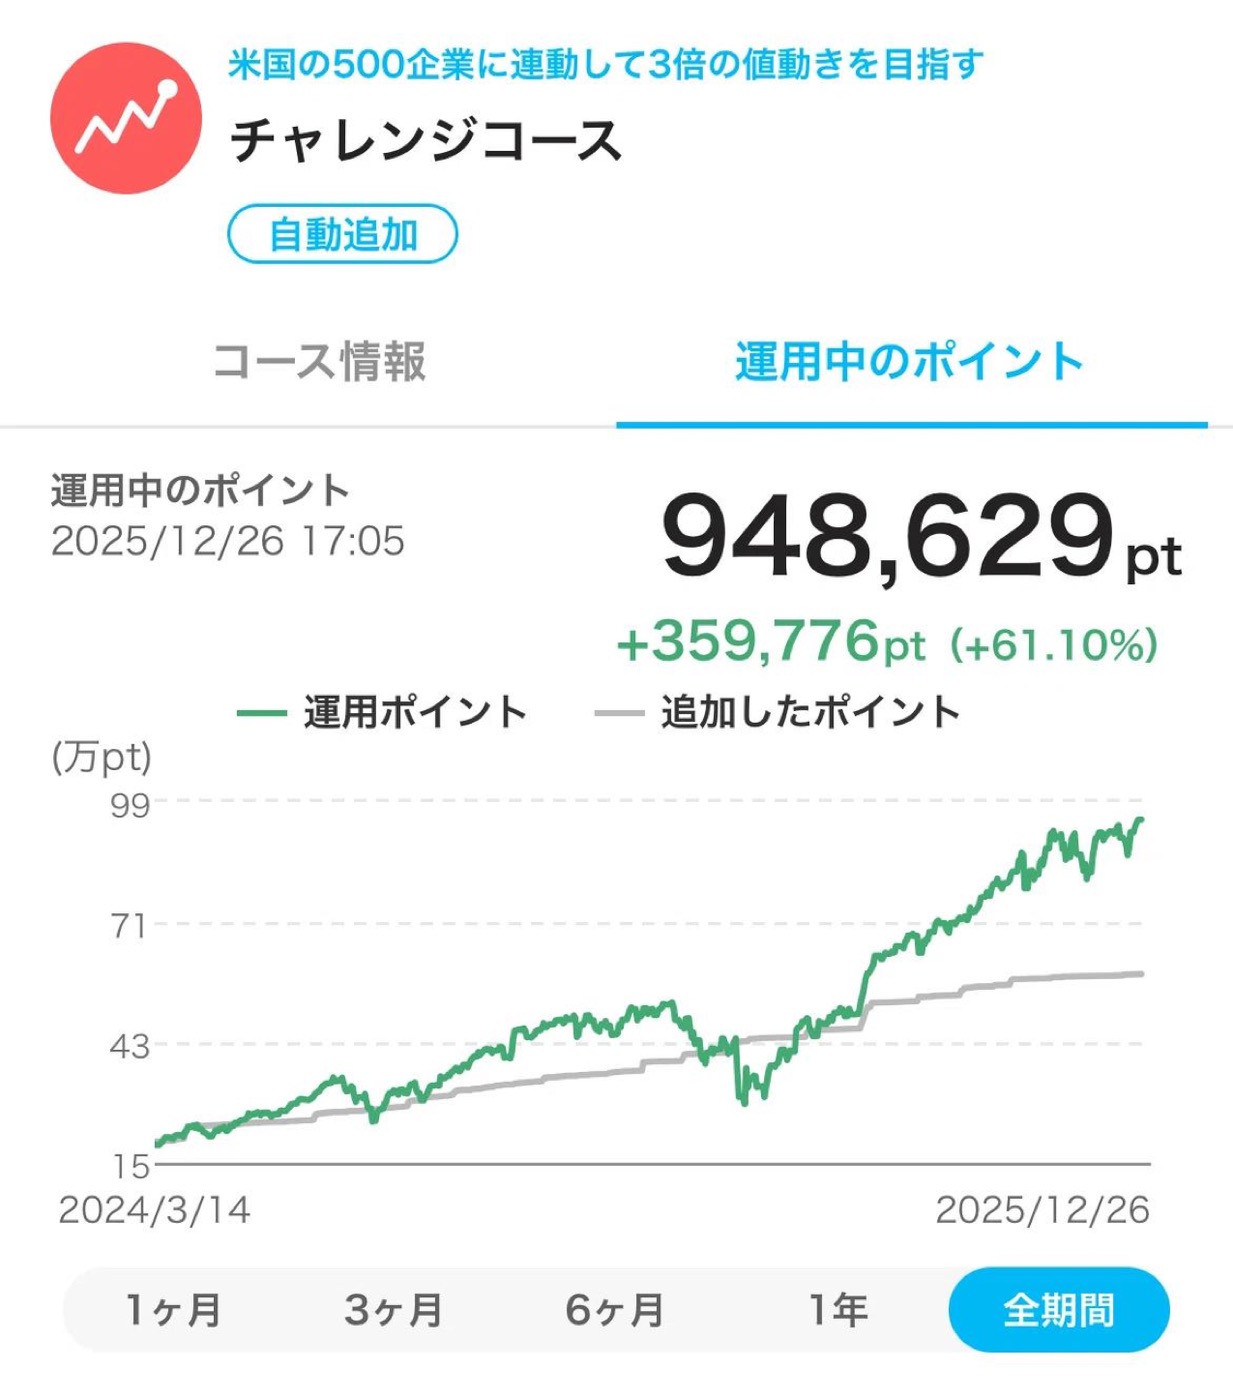 米国の500企業に連動して3倍の値動きを目指す
チャレンジコース
自動追加
コース情報
運用中のポイント
運用中のポイント
2025/12/26 17:05
948,629pt
+359,776pt (+61.10%)
運用ポイント
追加したポイント
(万pt)
99
71
43
15
2024/3/14
2025/12/26
1ヶ月
3ヶ月
6ヶ月
1年
全期間